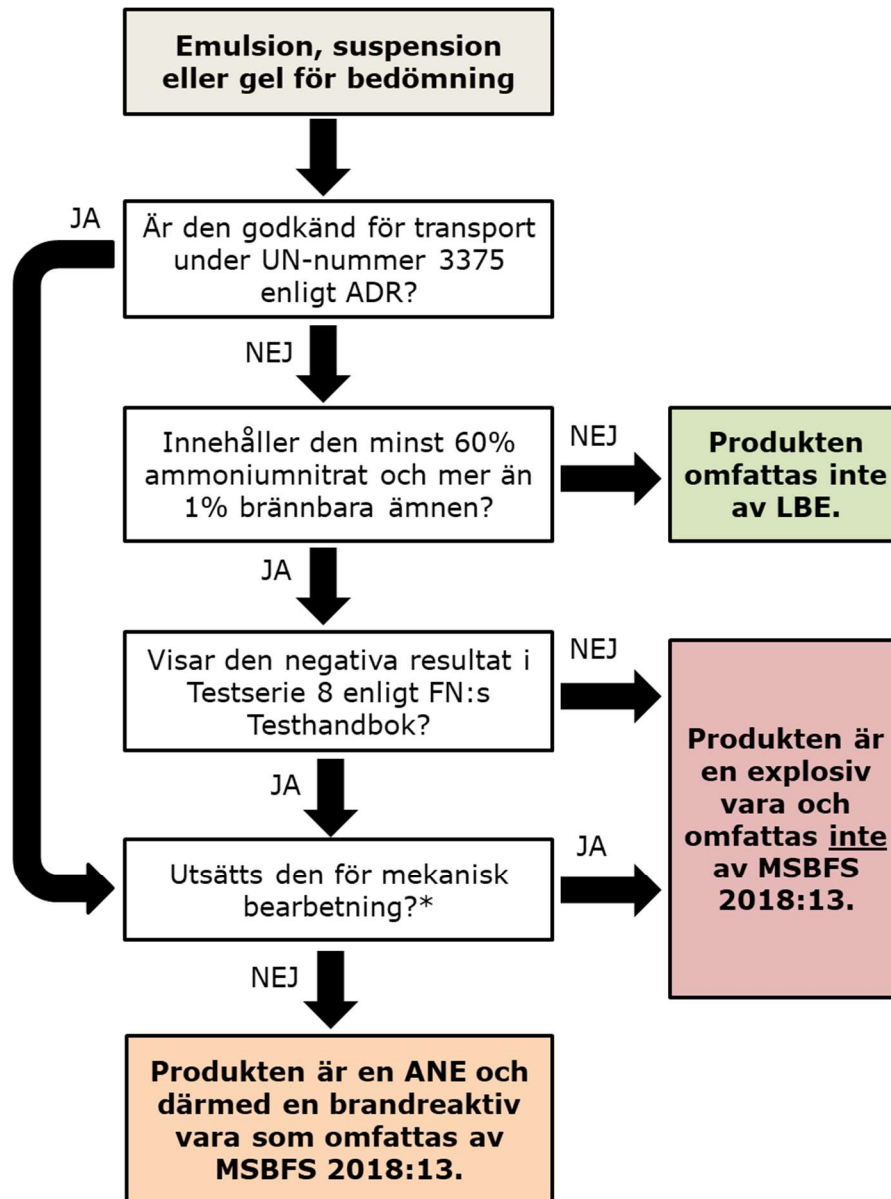 Emulsion, suspension
eller gel för bedömning
JA
Är den godkänd för transport
under UN-nummer 3375
enligt ADR?
NEJ
Innehåller den minst 60%
ammoniumnitrat och mer än
1% brännbara ämnen?
NEJ
Produkten
omfattas inte
av LBE.
JA
Visar den negativa resultat i
Testserie 8 enligt FN:s
Testhandbok?
NEJ
Produkten är
en explosiv
vara och
omfattas inte
av MSBFS
2018:13.
JA
Utsätts den för mekanisk
bearbetning?*
JA
NEJ
Produkten är en ANE och
därmed en brandreaktiv
vara som omfattas av
MSBFS 2018:13.